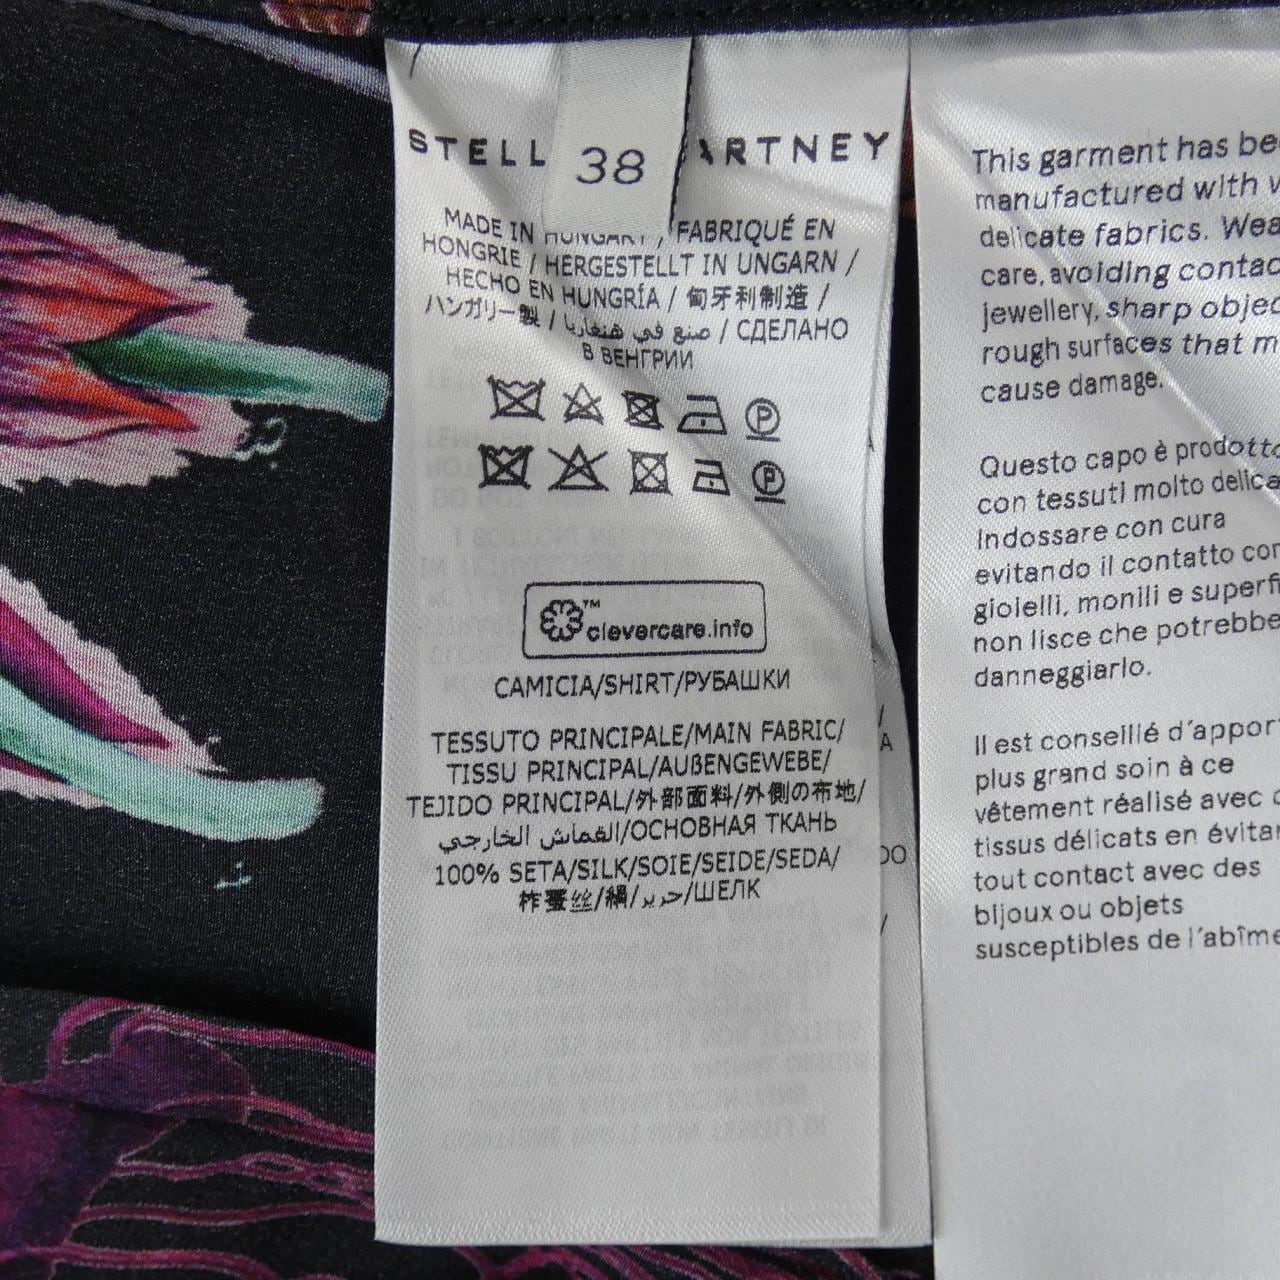 STELL
ARTNEY
38
MADE IN HUNGARY / FABRIQUÉ EN
HONGRIE / HERGESTELLT IN UNGARN /
HECHO EN HUNGRÍA / 匈牙利制造 /
ハンガリー製 / صنع في هنغاريا / СДЕЛАНО
В ВЕНГРИИ
P
P
™
clevercare.info
CAMICIA/SHIRT/РУБАШКИ
TESSUTO PRINCIPALE/MAIN FABRIC/
TISSU PRINCIPAL/AUßENGEWEBE/
TEJIDO PRINCIPAL/外部面料/外側の布地/
القماش الخارجي/ОСНОВНАЯ ТКАНЬ
100% SETA/SILK/SOIE/SEIDE/SEDA/
柞蚕丝/絹/حرير/ШЕЛК
This garment has be
manufactured with v
delicate fabrics. Wea
care, avoiding contac
jewellery, sharp objec
rough surfaces that m
cause damage.
Questo capo è prodotto
con tessuti molto delica
Indossare con cura
evitando il contatto con
gioielli, monili e superfi
non lisce che potrebbe
danneggiarlo.
Il est conseillé d'appor
plus grand soin à ce
vêtement réalisé avec
tissus délicats en évitan
tout contact avec des
bijoux ou objets
susceptibles de l'abîme